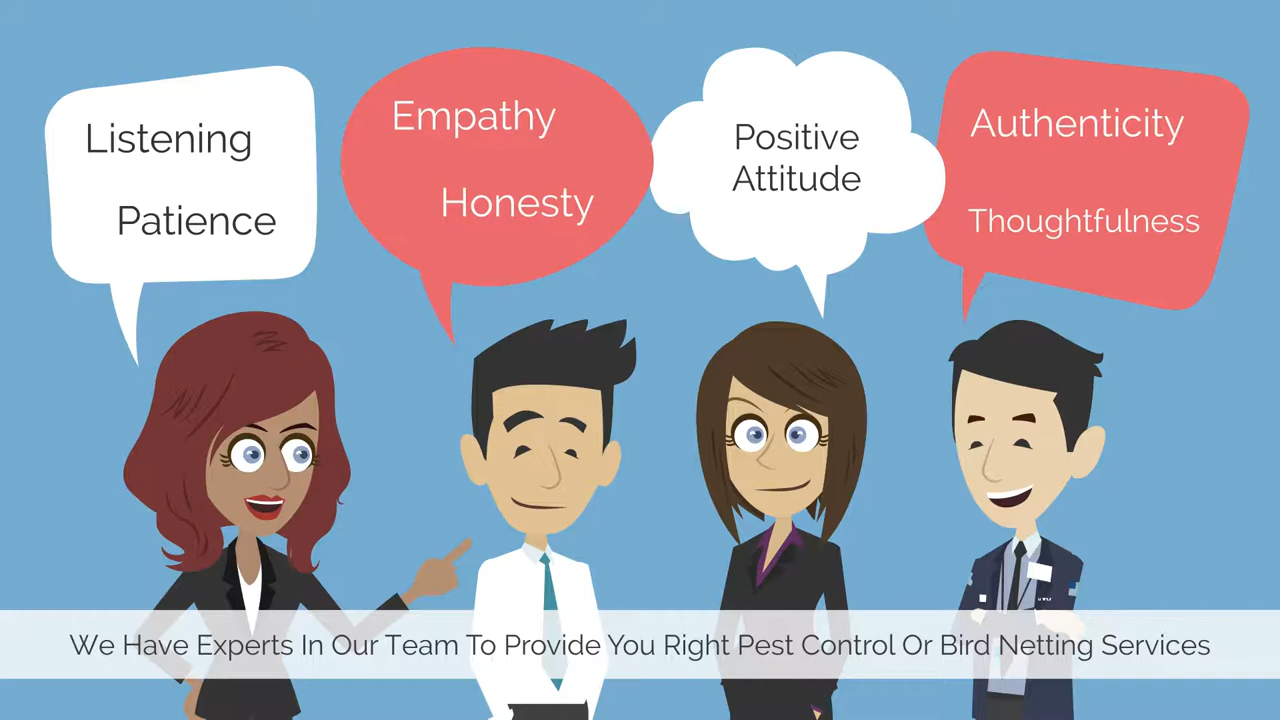 Listening
Patience
Empathy
Honesty
Positive
Attitude
Authenticity
Thoughtfulness
We Have Experts In Our Team To Provide You Right Pest Control Or Bird Netting Services